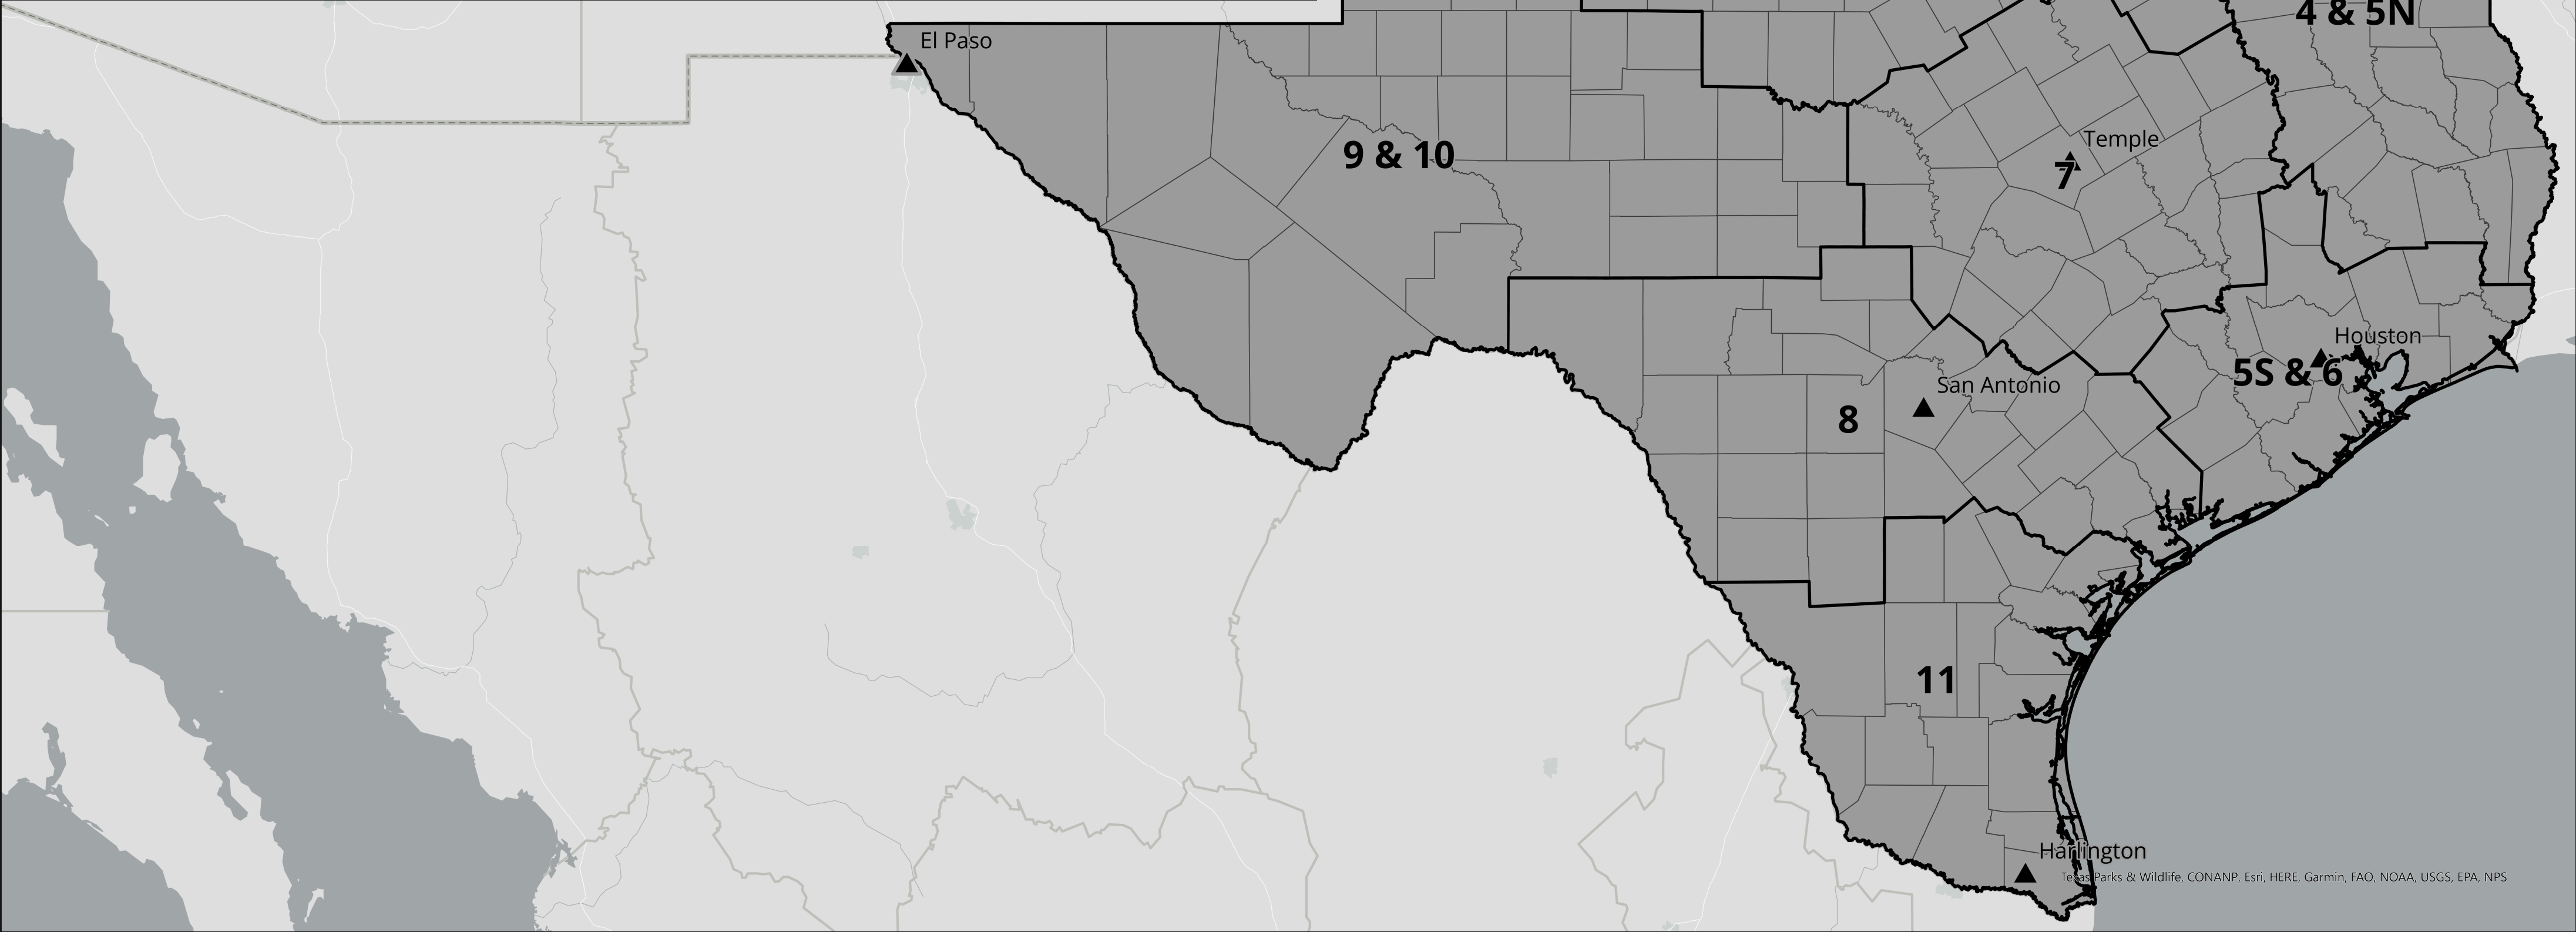 4 & 5N
El Paso
Temple
9 & 10
7
Houston
5S & 6
San Antonio
8
11
Harlington
Texas Parks & Wildlife, CONANP, Esri, HERE, Garmin, FAO, NOAA, USGS, EPA, NPS